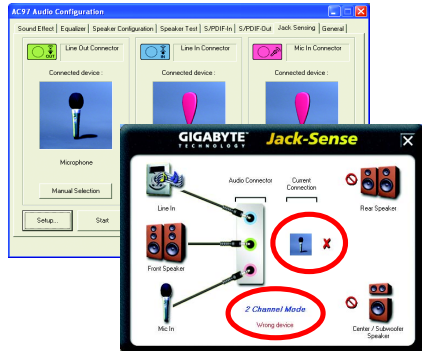 AC97 Audio Configuration
Sound Effect Equalizer Speaker Configuration Speaker Test S/PDIF-In S/PDIF-Out Jack Sensing General
OUT Line Out Connector
IN Line In Connector
Mic In Connector
Connected device :
Connected device :
Connected device :
Microphone
Manual Selection
Setup... Start
GIGABYTE™
TECHNOLOGY
Jack-Sense
X
Audio Connector
Current Connection
Line In
Rear Speaker
Front Speaker
2 Channel Mode
Wrong device
Mic In
Center / Subwoofer
Speaker